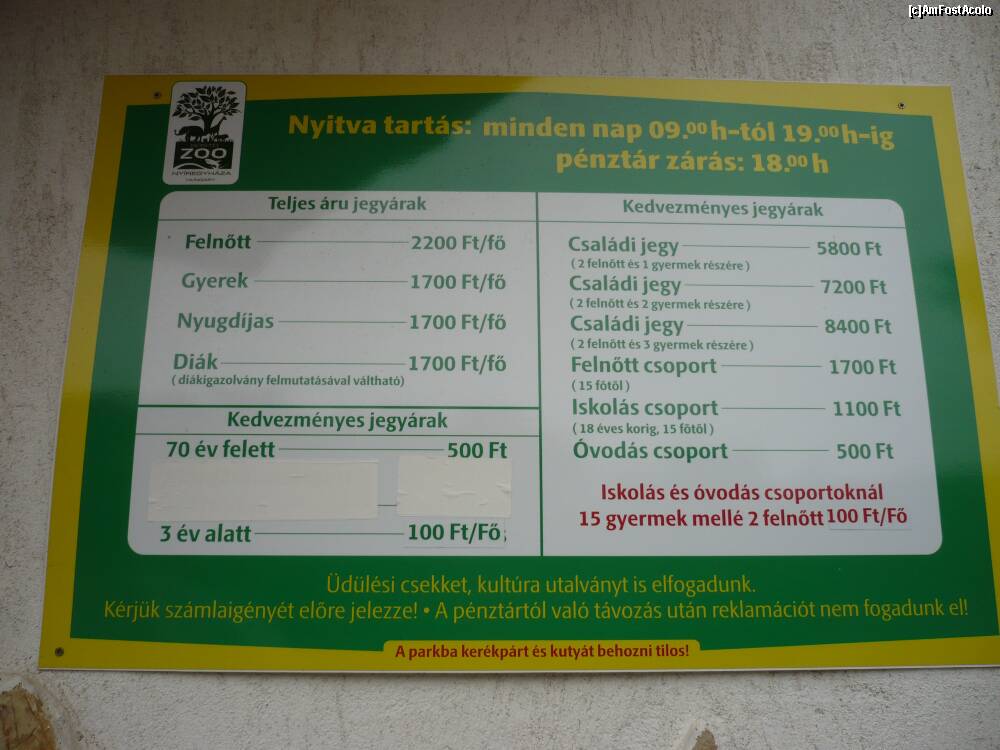 [c]AmFostAcolo
ZOO
NYÍREGYHÁZA
HUNGARY
Nyitva tartás: minden nap 09.00 h-tól 19.00 h-ig
pénztár zárás: 18.00 h
Teljes áru jegyárak
Felnőtt 2200 Ft/fő
Gyerek 1700 Ft/fő
Nyugdíjas 1700 Ft/fő
Diák 1700 Ft/fő
( diákigazolvány felmutatásával váltható)
Kedvezményes jegyárak
70 év felett 500 Ft
3 év alatt 100 Ft/Fő
Kedvezményes jegyárak
Családi jegy 5800 Ft
( 2 felnőtt és 1 gyermek részére )
Családi jegy 7200 Ft
( 2 felnőtt és 2 gyermek részére )
Családi jegy 8400 Ft
( 2 felnőtt és 3 gyermek részére )
Felnőtt csoport 1700 Ft
( 15 főtől )
Iskolás csoport 1100 Ft
( 18 éves korig, 15 főtől )
Óvodás csoport 500 Ft
Iskolás és óvodás csoportoknál
15 gyermek mellé 2 felnőtt 100 Ft/Fő
Üdülési csekket, kultúra utalványt is elfogadunk.
Kérjük számlaigényét előre jelezze! • A pénztártól való távozás után reklamációt nem fogadunk el!
A parkba kerékpárt és kutyát behozni tilos!